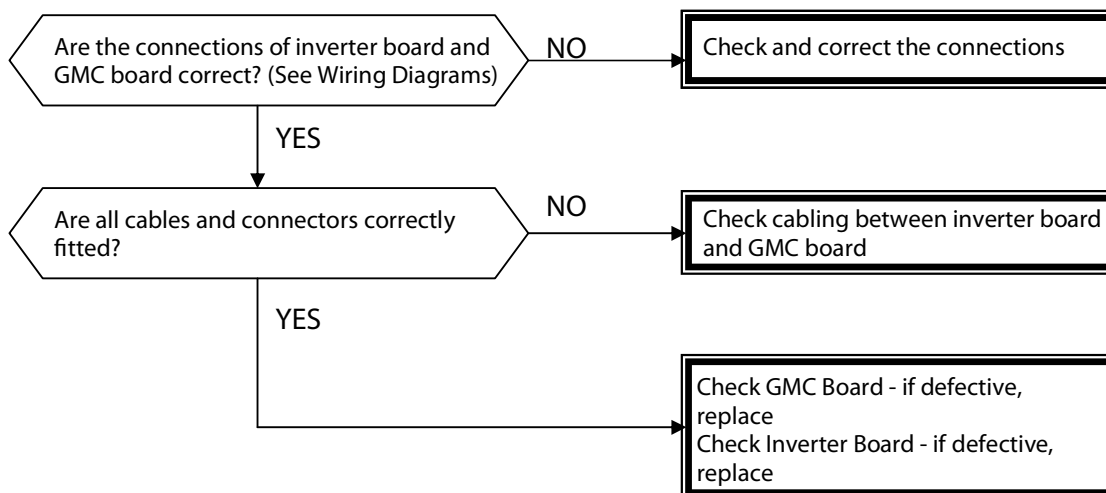 Are the connections of inverter board and
GMC board correct? (See Wiring Diagrams)
NO
Check and correct the connections
YES
Are all cables and connectors correctly
fitted?
NO
Check cabling between inverter board
and GMC board
YES
Check GMC Board - if defective,
replace
Check Inverter Board - if defective,
replace